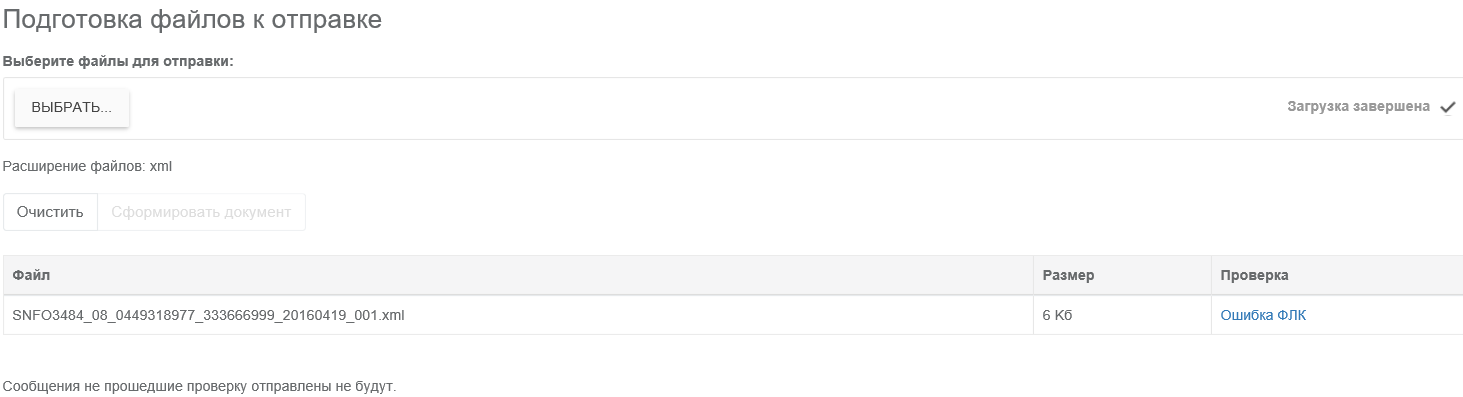 Подготовка файлов к отправке
Выберите файлы для отправки:
ВЫБРАТЬ...
Загрузка завершена
Расширение файлов: xml
Очистить
Сформировать документ
Файл
Размер
Проверка
SNFO3484_08_0449318977_333666999_20160419_001.xml
6 Кб
Ошибка ФЛК
Сообщения не прошедшие проверку отправлены не будут.